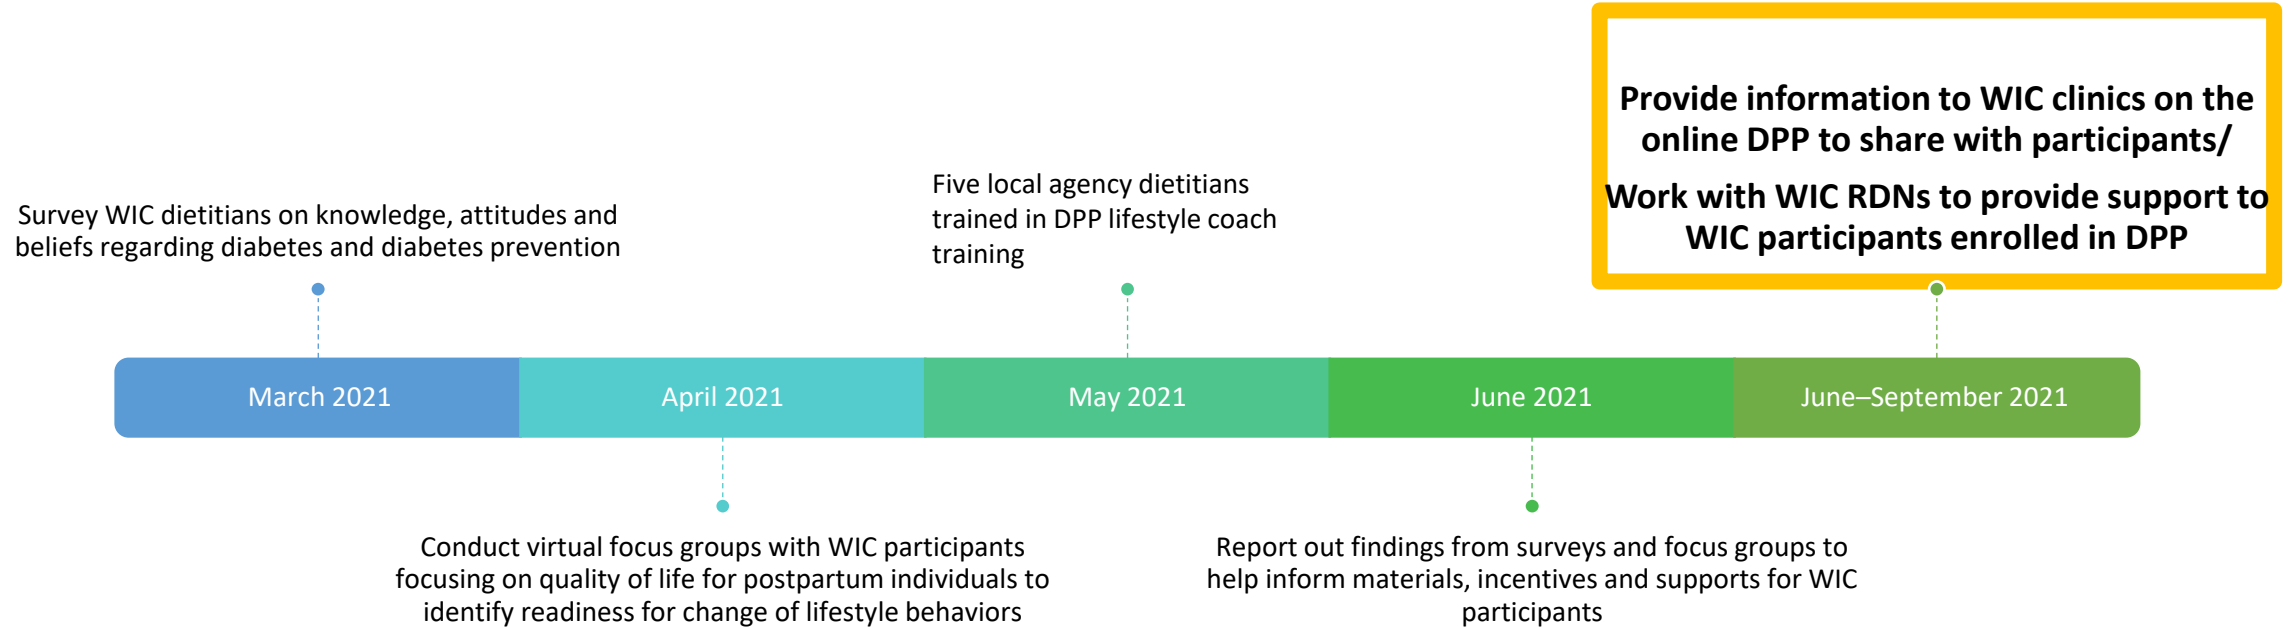 Provide information to WIC clinics on the
online DPP to share with participants/
Work with WIC RDNs to provide support to
WIC participants enrolled in DPP
Five local agency dietitians
trained in DPP lifestyle coach
training
Survey WIC dietitians on knowledge, attitudes and
beliefs regarding diabetes and diabetes prevention
March 2021
April 2021
May 2021
June 2021
June–September 2021
Conduct virtual focus groups with WIC participants
focusing on quality of life for postpartum individuals to
identify readiness for change of lifestyle behaviors
Report out findings from surveys and focus groups to
help inform materials, incentives and supports for WIC
participants